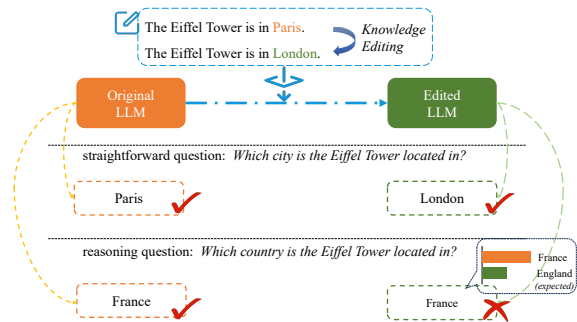 The Eiffel Tower is in Paris.
The Eiffel Tower is in London.
Knowledge
Editing
Original
LLM
Edited
LLM
straightforward question: Which city is the Eiffel Tower located in?
Paris
London
reasoning question: Which country is the Eiffel Tower located in?
France
England
(expected)
France
France